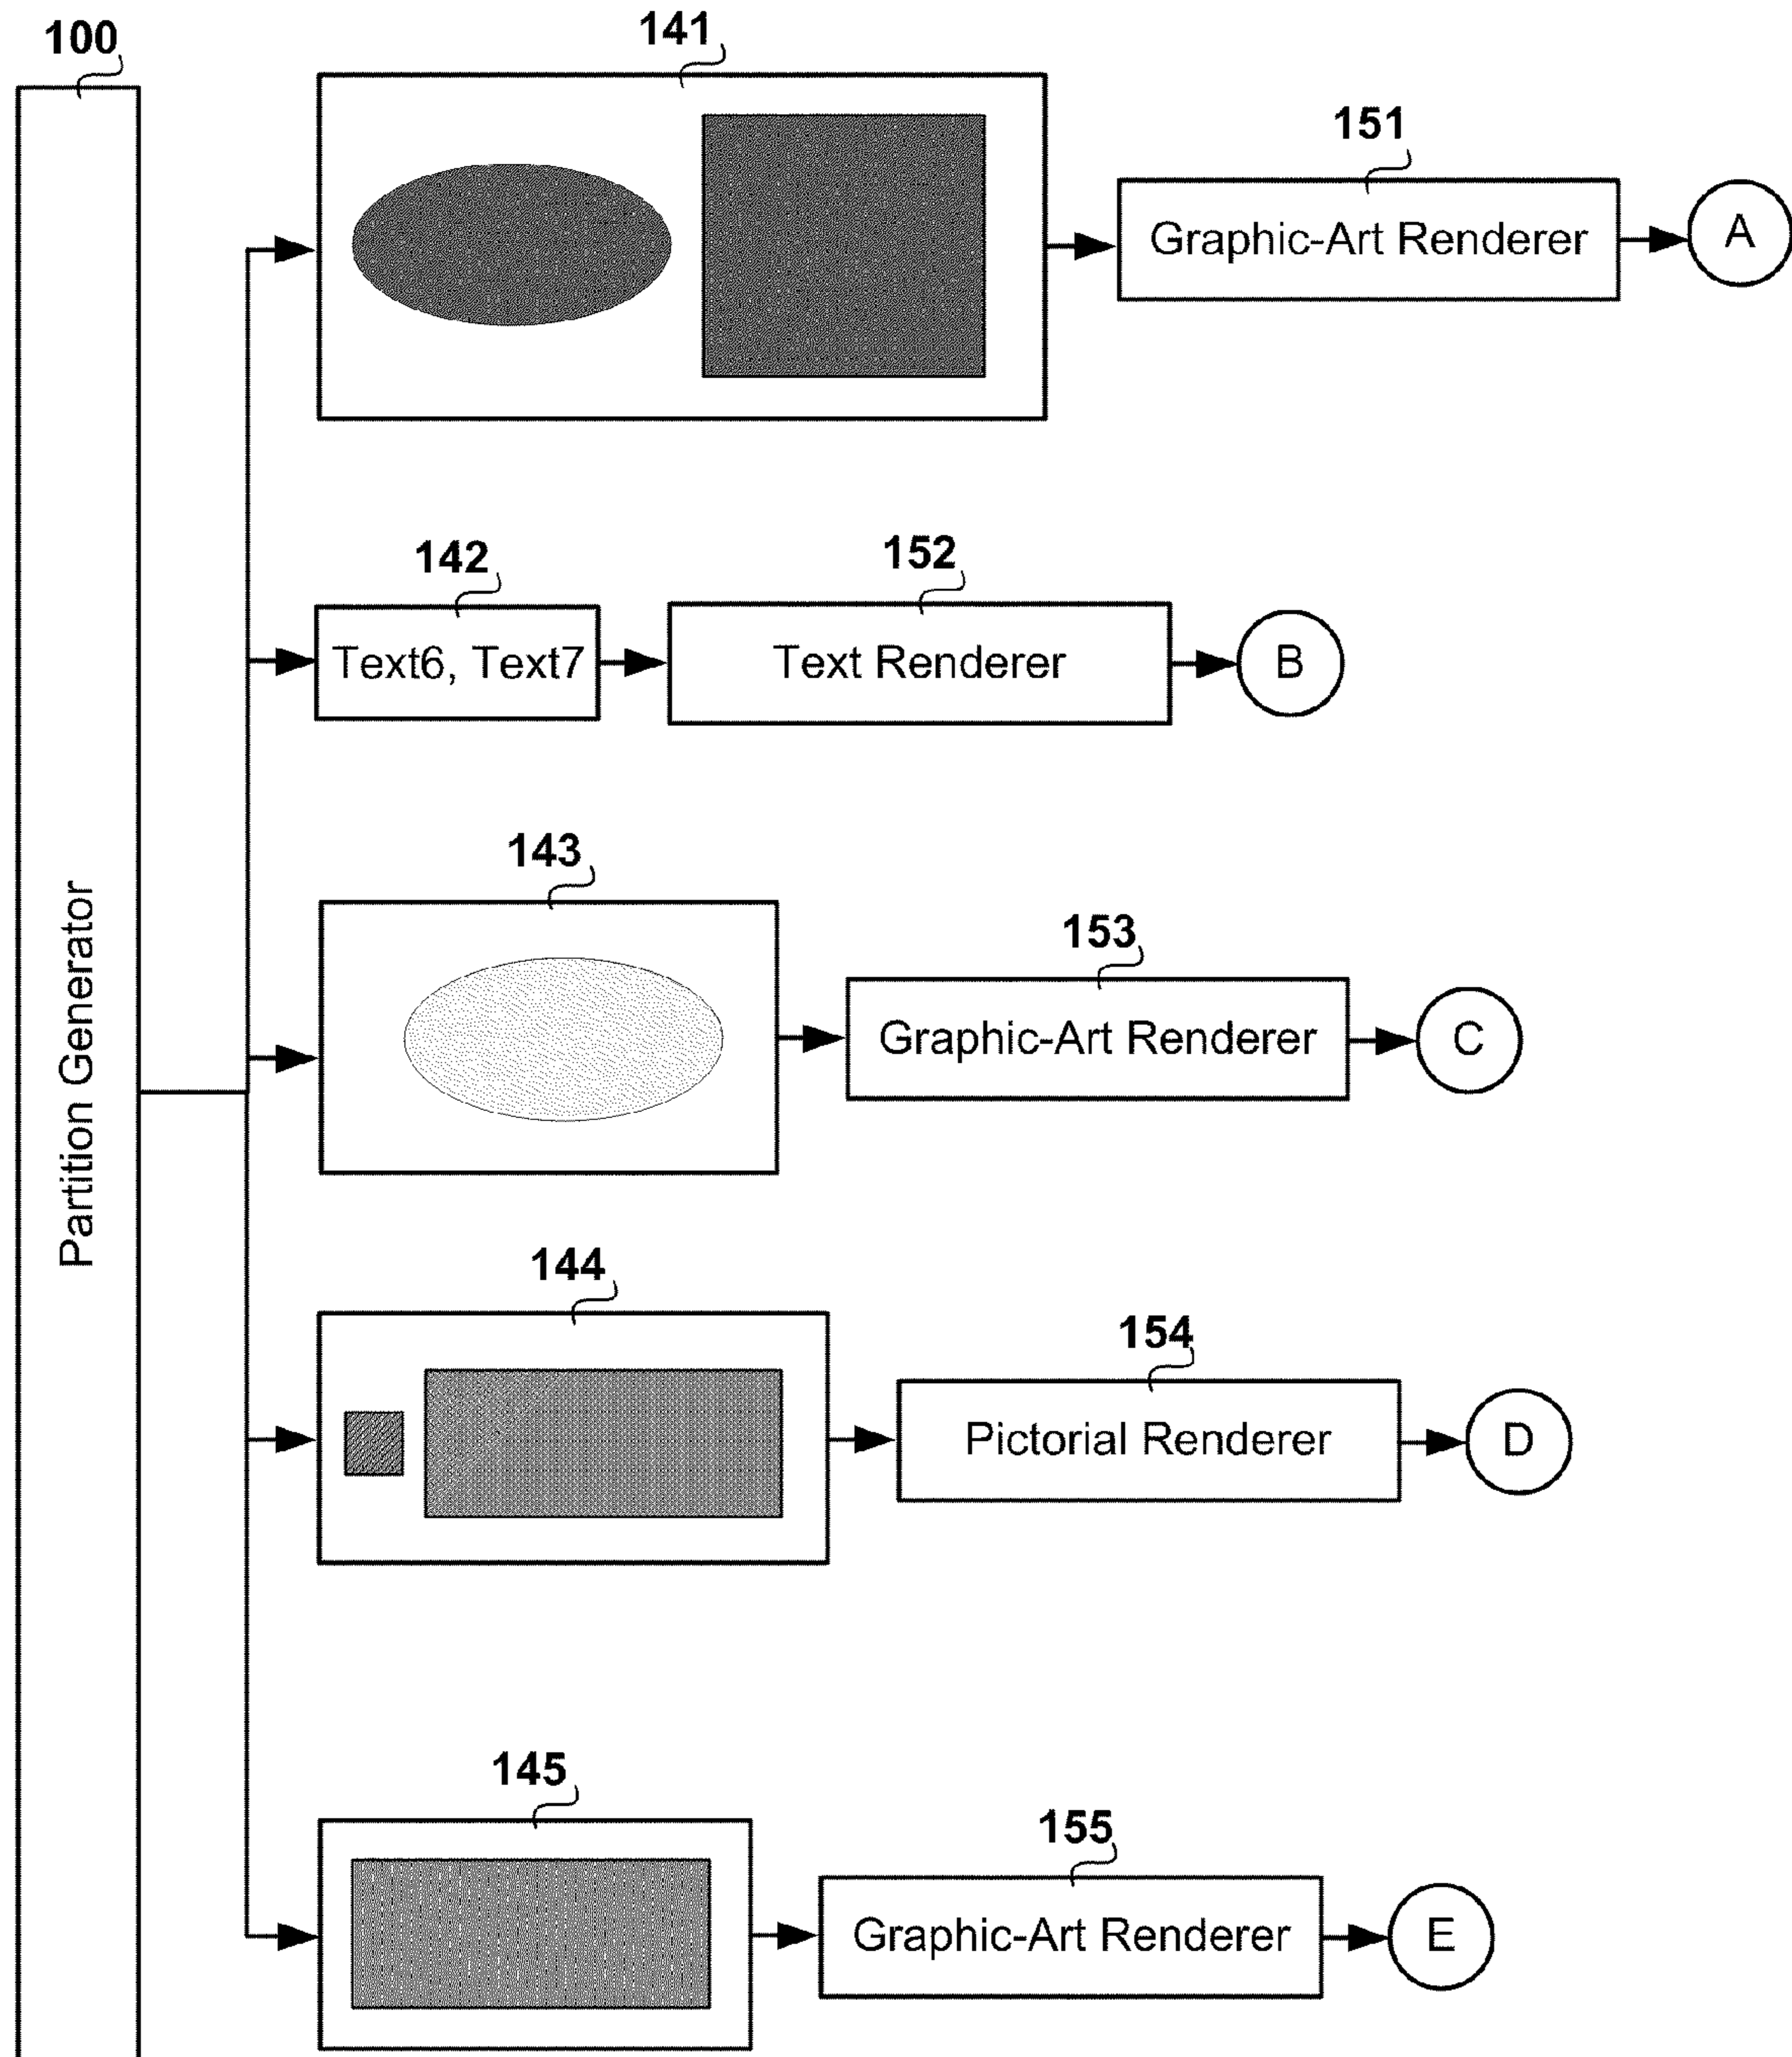 100
141
151
Graphic-Art Renderer
A
142
152
Text6, Text7
Text Renderer
B
Partition Generator
143
153
Graphic-Art Renderer
C
144
154
Pictorial Renderer
D
145
155
Graphic-Art Renderer
E